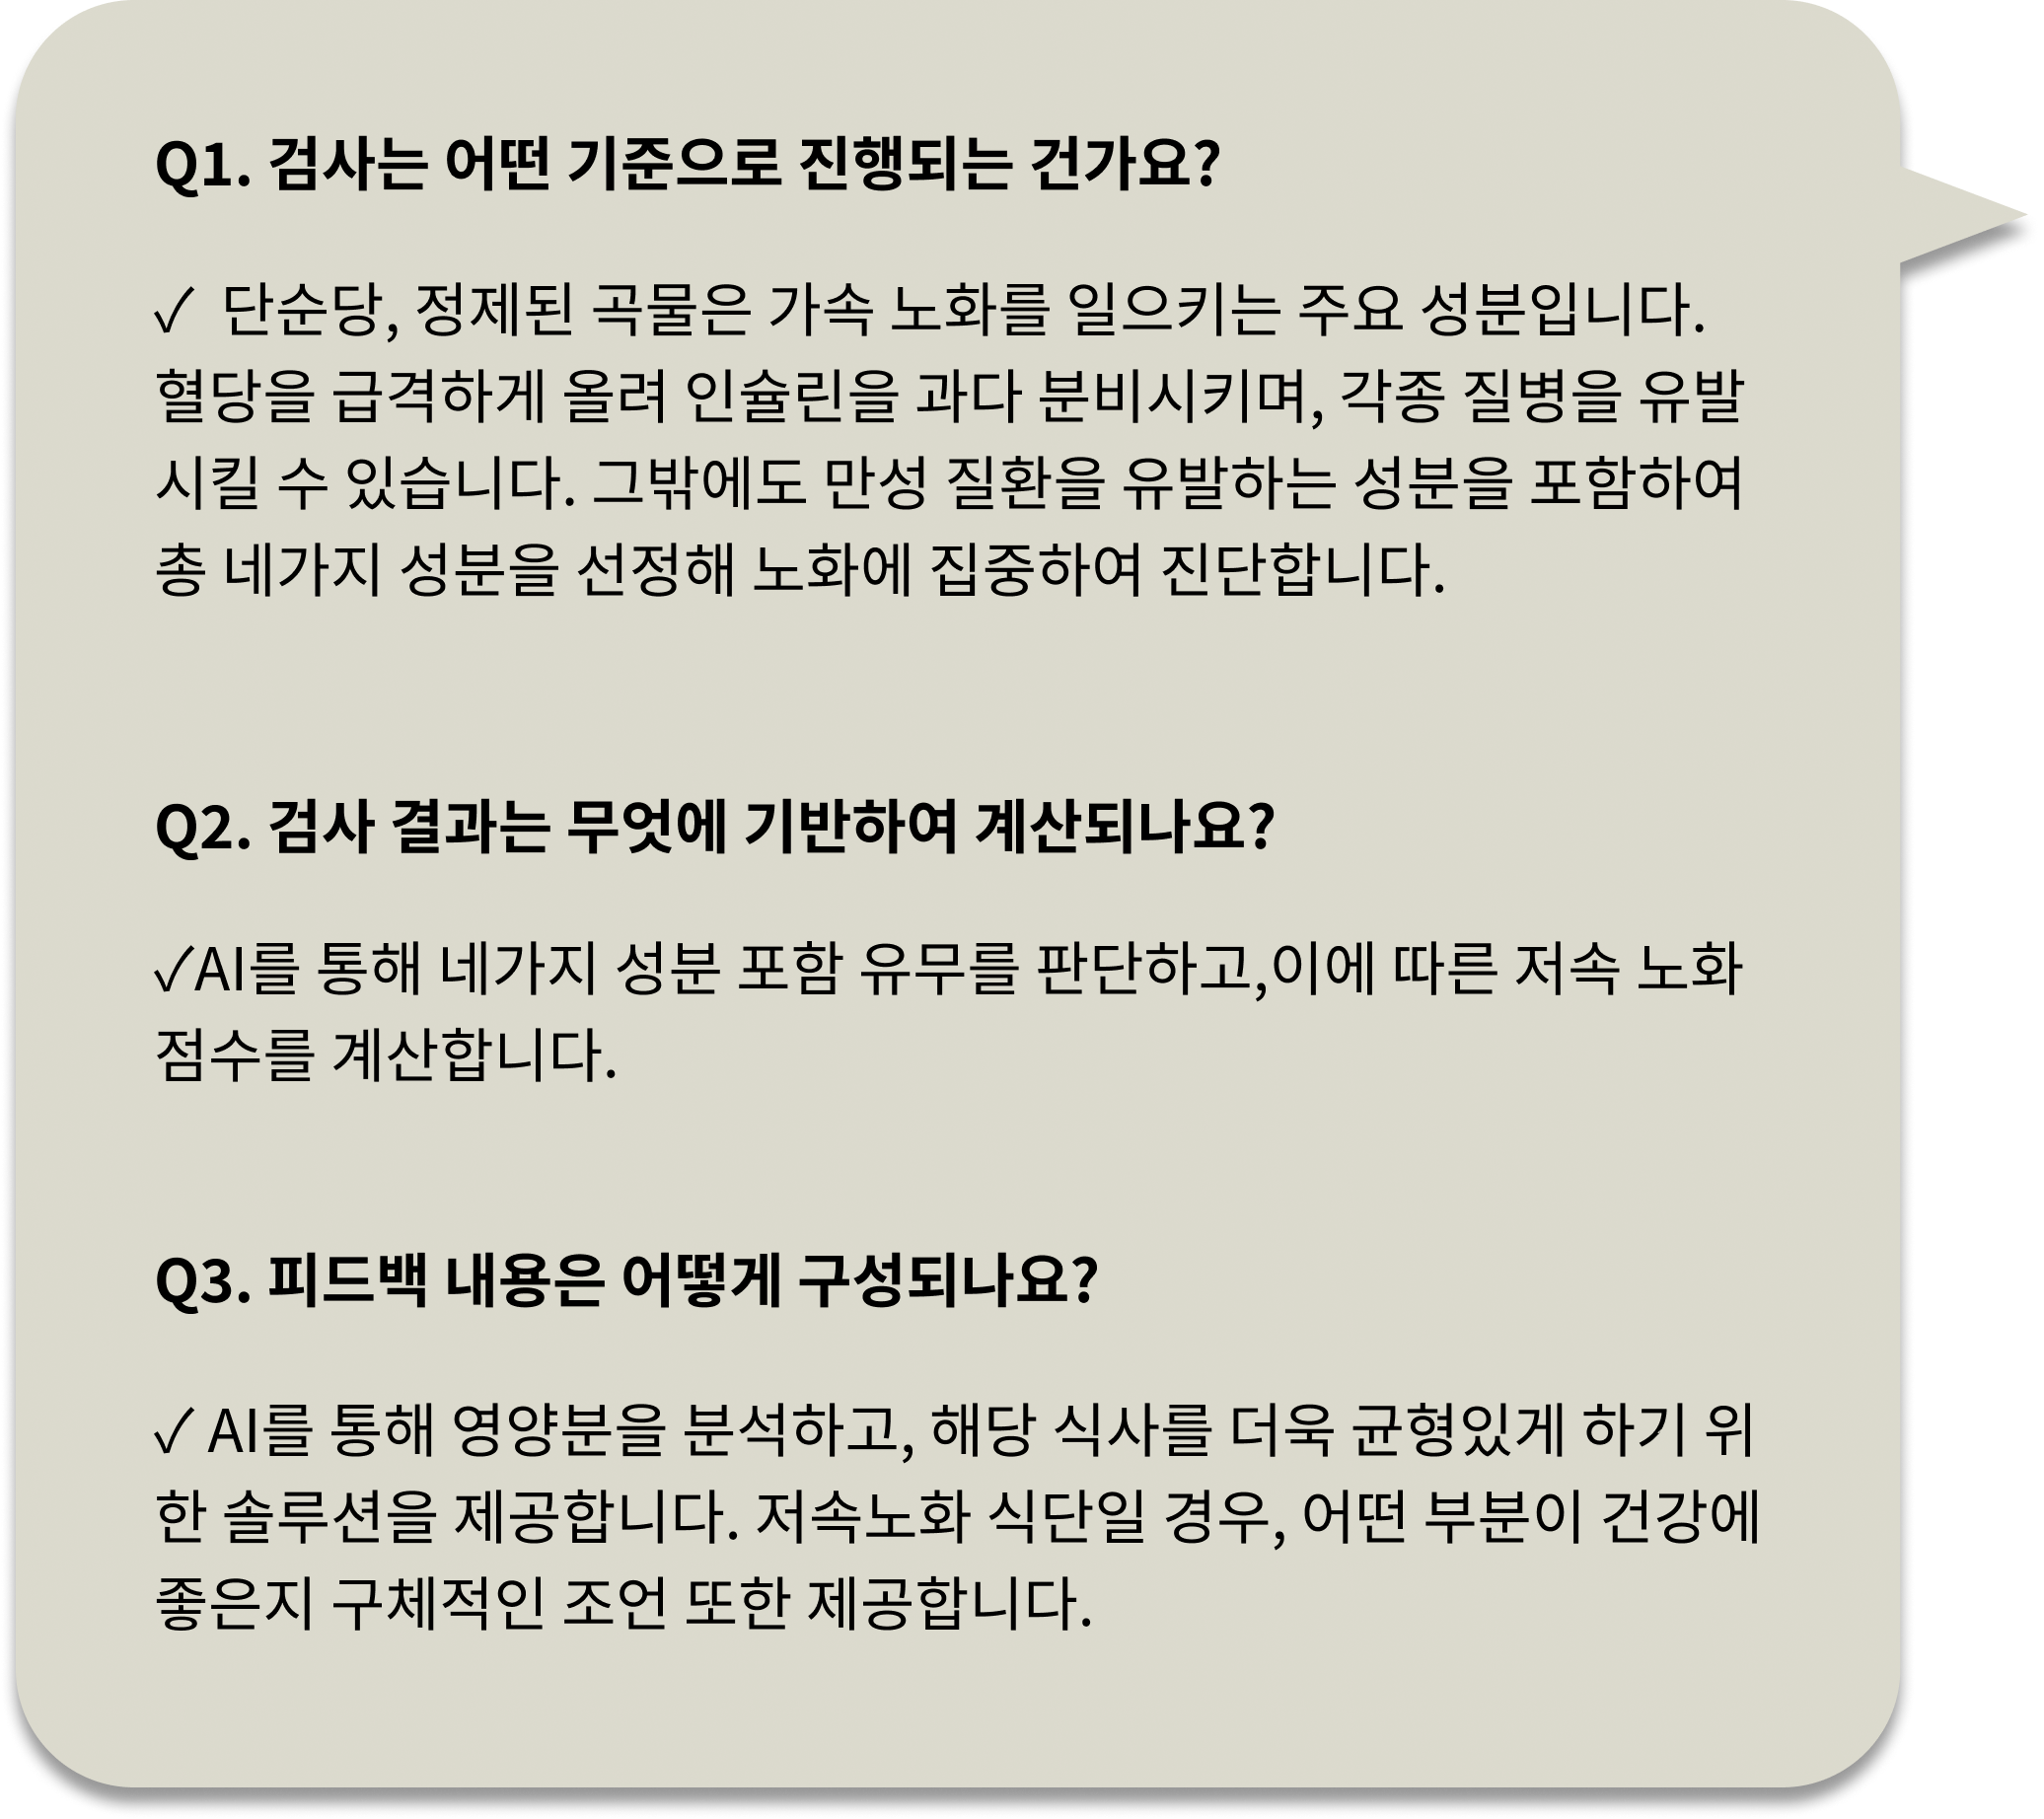 Q1. 검사는 어떤 기준으로 진행되는 건가요?
✓ 단순당, 정제된 곡물은 가속 노화를 일으키는 주요 성분입니다.
혈당을 급격하게 올려 인슐린을 과다 분비시키며, 각종 질병을 유발
시킬 수 있습니다. 그밖에도 만성 질환을 유발하는 성분을 포함하여
총 네가지 성분을 선정해 노화에 집중하여 진단합니다.
Q2. 검사 결과는 무엇에 기반하여 계산되나요?
✓AI를 통해 네가지 성분 포함 유무를 판단하고,이에 따른 저속 노화
점수를 계산합니다.
Q3. 피드백 내용은 어떻게 구성되나요?
✓ AI를 통해 영양분을 분석하고, 해당 식사를 더욱 균형있게 하기 위
한 솔루션을 제공합니다. 저속노화 식단일 경우, 어떤 부분이 건강에
좋은지 구체적인 조언 또한 제공합니다.